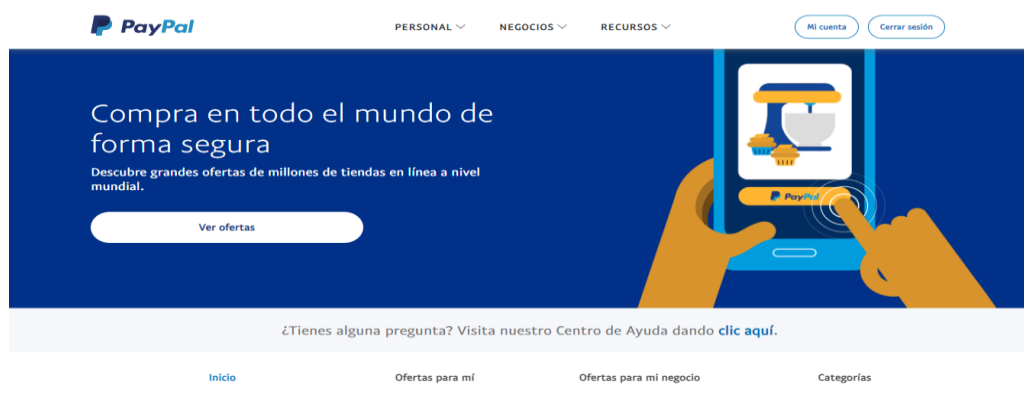 PayPal
PERSONAL
NEGOCIOS
RECURSOS
Mi cuenta
Cerrar sesión
Compra en todo el mundo de
forma segura
Descubre grandes ofertas de millones de tiendas en línea a nivel
mundial.
Ver ofertas
PayPal
¿Tienes alguna pregunta? Visita nuestro Centro de Ayuda dando clic aquí.
Inicio
Ofertas para mí
Ofertas para mi negocio
Categorías